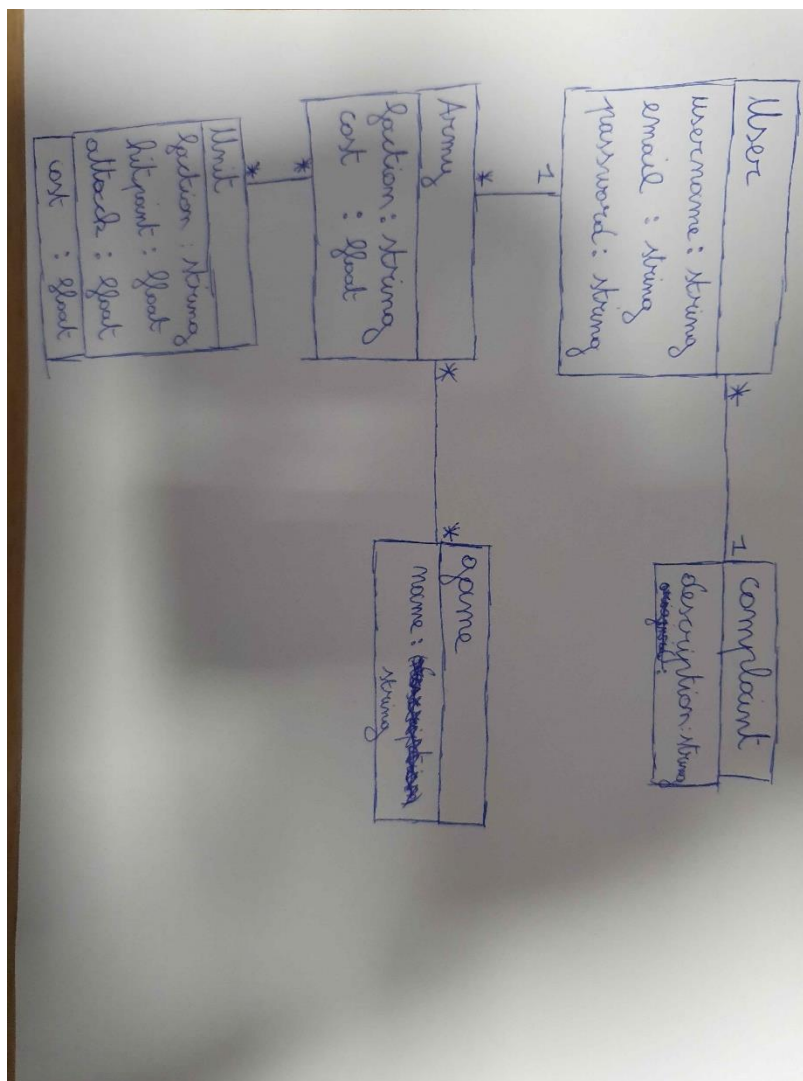 User
username: string
email : string
password: string
*
1
complaint
description: string
1
*
Army
faction: string
cost : float
*
*
game
name:
string
*
*
Unit
faction: string
hitpoint: float
attack : float
cost : float